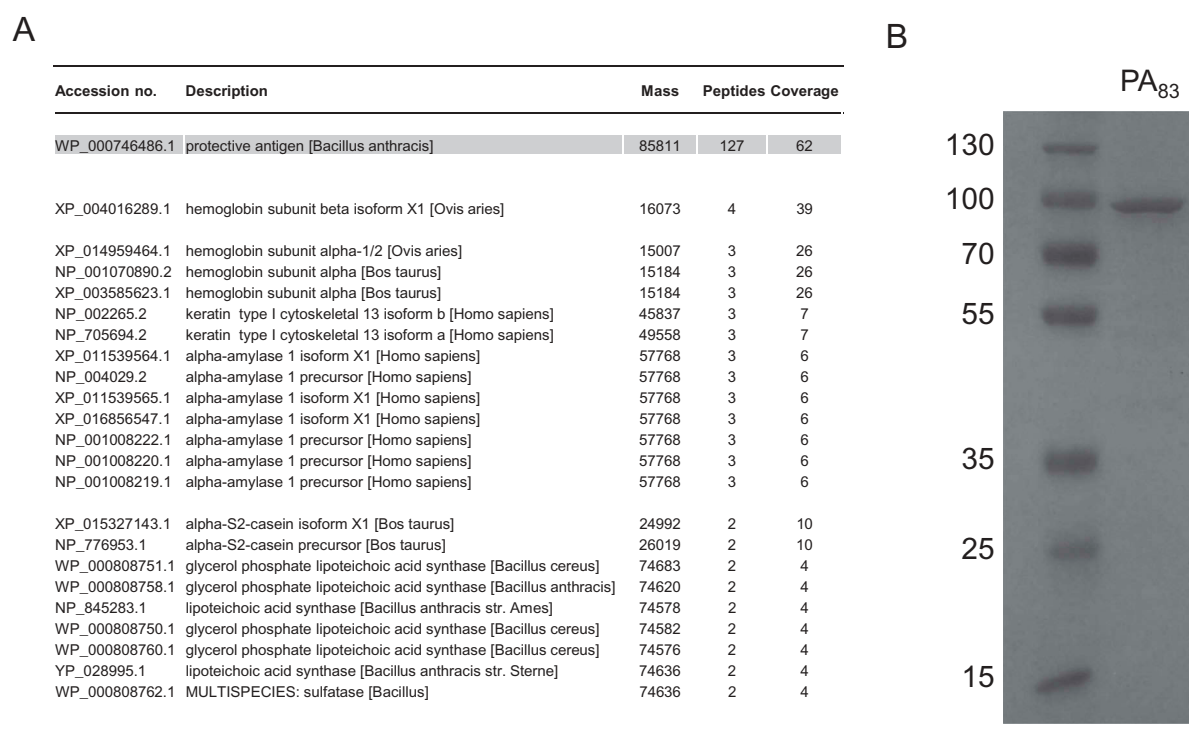 A
Accession no. Description Mass Peptides Coverage
WP_000746486.1 protective antigen [Bacillus anthracis] 85811 127 62
XP_004016289.1 hemoglobin subunit beta isoform X1 [Ovis aries] 16073 4 39
XP_014959464.1 hemoglobin subunit alpha-1/2 [Ovis aries] 15007 3 26
NP_001070890.2 hemoglobin subunit alpha [Bos taurus] 15184 3 26
XP_003585623.1 hemoglobin subunit alpha [Bos taurus] 15184 3 26
NP_002265.2 keratin type I cytoskeletal 13 isoform b [Homo sapiens] 45837 3 7
NP_705694.2 keratin type I cytoskeletal 13 isoform a [Homo sapiens] 49558 3 7
XP_011539564.1 alpha-amylase 1 isoform X1 [Homo sapiens] 57768 3 6
NP_004029.2 alpha-amylase 1 precursor [Homo sapiens] 57768 3 6
XP_011539565.1 alpha-amylase 1 isoform X1 [Homo sapiens] 57768 3 6
XP_016856547.1 alpha-amylase 1 isoform X1 [Homo sapiens] 57768 3 6
NP_001008222.1 alpha-amylase 1 precursor [Homo sapiens] 57768 3 6
NP_001008220.1 alpha-amylase 1 precursor [Homo sapiens] 57768 3 6
NP_001008219.1 alpha-amylase 1 precursor [Homo sapiens] 57768 3 6
XP_015327143.1 alpha-S2-casein isoform X1 [Bos taurus] 24992 2 10
NP_776953.1 alpha-S2-casein precursor [Bos taurus] 26019 2 10
WP_000808751.1 glycerol phosphate lipoteichoic acid synthase [Bacillus cereus] 74683 2 4
WP_000808758.1 glycerol phosphate lipoteichoic acid synthase [Bacillus anthracis] 74620 2 4
NP_845283.1 lipoteichoic acid synthase [Bacillus anthracis str. Ames] 74578 2 4
WP_000808750.1 glycerol phosphate lipoteichoic acid synthase [Bacillus cereus] 74582 2 4
WP_000808760.1 glycerol phosphate lipoteichoic acid synthase [Bacillus cereus] 74576 2 4
YP_028995.1 lipoteichoic acid synthase [Bacillus anthracis str. Sterne] 74636 2 4
WP_000808762.1 MULTISPECIES: sulfatase [Bacillus] 74636 2 4
B
PA83
130
100
70
55
35
25
15